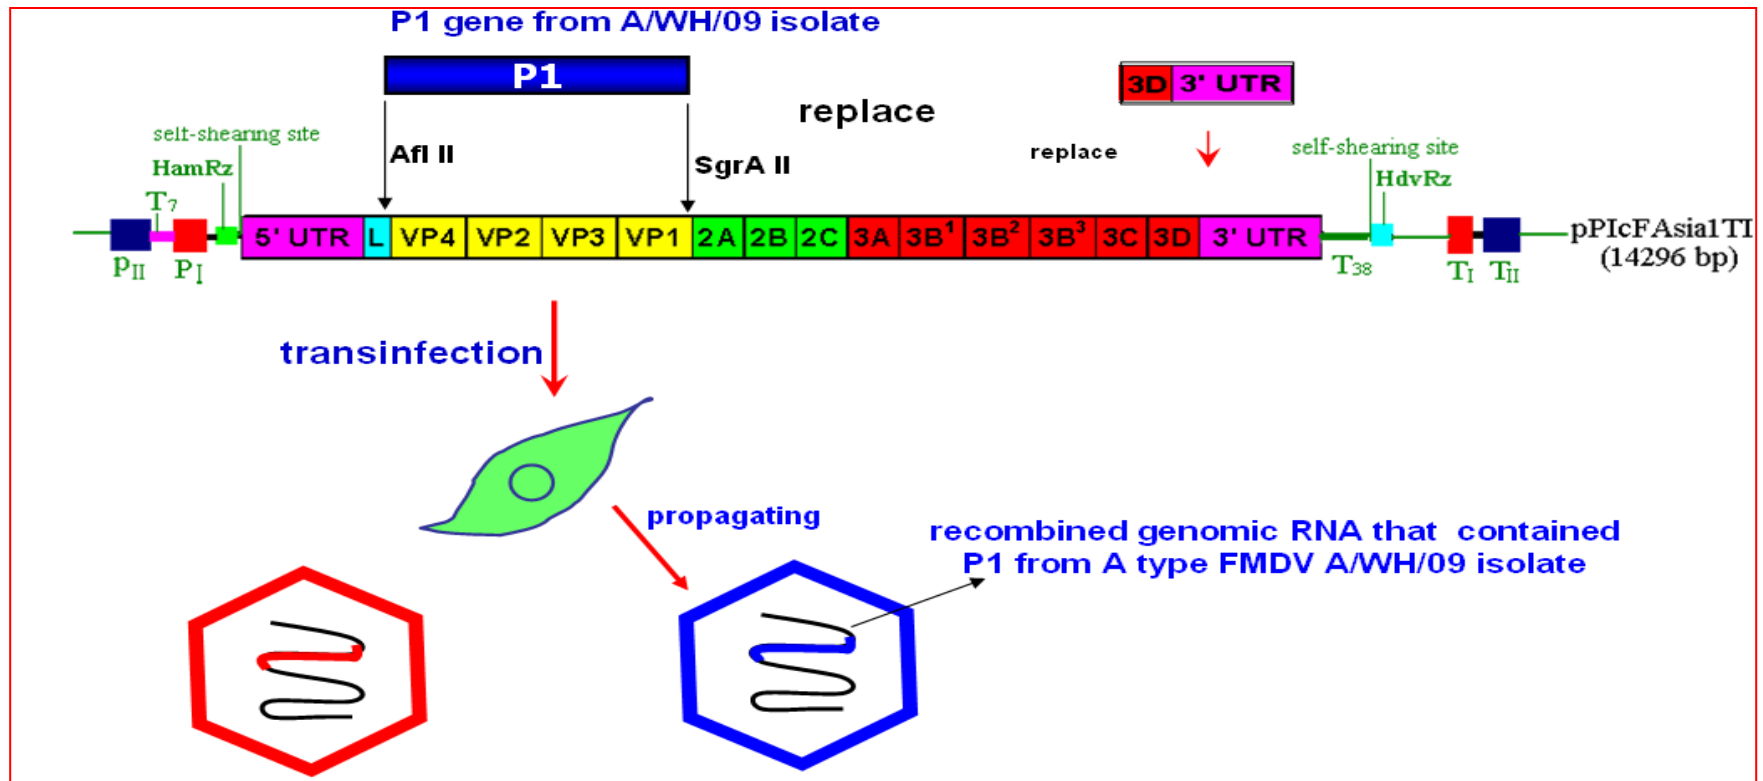 P1 gene from A/WH/09 isolate
P1
3D 3' UTR
replace
self-shearing site
HamRz
Afl II
SgrA II
replace
self-shearing site
HdvRz
T7
5' UTR L VP4 VP2 VP3 VP1 2A 2B 2C 3A 3B1 3B2 3B3 3C 3D 3' UTR
pPIcFAsia1TI
(14296 bp)
PII PI T38 TI TII
transinfection
propagating
recombined genomic RNA that contained
P1 from A type FMDV A/WH/09 isolate